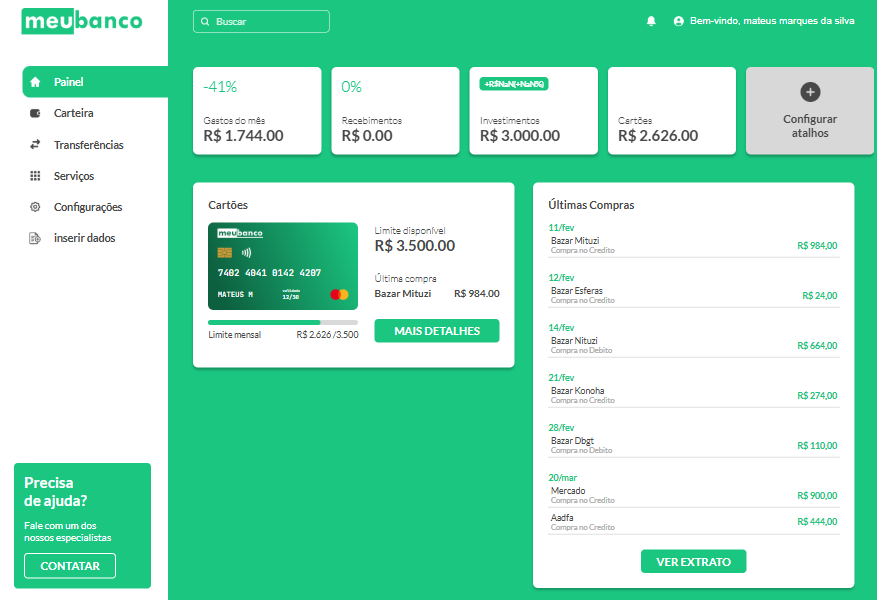 meubanco
Buscar
Bem-vindo, mateus marques da silva
Painel
Carteira
Transferências
Serviços
Configurações
inserir dados
Precisa
de ajuda?
Fale com um dos
nossos especialistas
CONTATAR
-41%
Gastos do mês
R$ 1.744.00
0%
Recebimentos
R$ 0.00
+R$NaN(+NaN%)
Investimentos
R$ 3.000.00
Cartões
R$ 2.626.00
Configurar
atalhos
Cartões
meubanco
7402 4041 0142 4207
MATEUS M
validade
12/30
Limite mensal
R$ 2.626 /3.500
Limite disponível
R$ 3.500.00
Última compra
Bazar Mituzi R$ 984.00
MAIS DETALHES
Últimas Compras
11/fev
Bazar Mituzi
Compra no Credito
R$ 984,00
12/fev
Bazar Esferas
Compra no Credito
R$ 24,00
14/fev
Bazar Nituzi
Compra no Debito
R$ 664,00
21/fev
Bazar Konoha
Compra no Credito
R$ 274,00
28/fev
Bazar Dbgt
Compra no Debito
R$ 110,00
20/mar
Mercado
Compra no Credito
R$ 900,00
Aadfa
Compra no Credito
R$ 444,00
VER EXTRATO